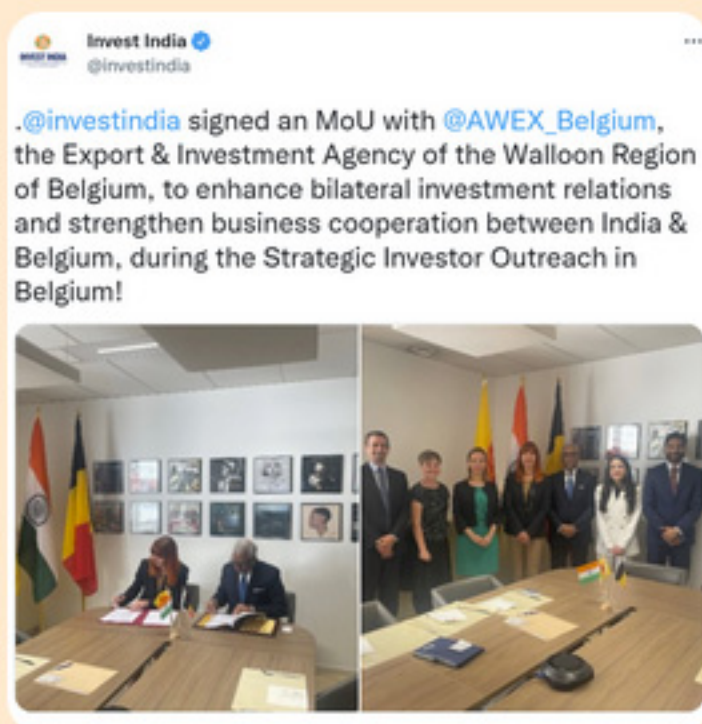 Invest India
INVEST INDIA
@investindia
.@investindia signed an MoU with @AWEX_Belgium,
the Export & Investment Agency of the Walloon Region
of Belgium, to enhance bilateral investment relations
and strengthen business cooperation between India &
Belgium, during the Strategic Investor Outreach in
Belgium!